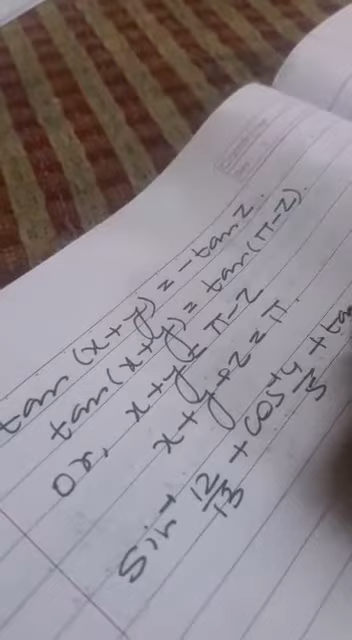 tan (x+y) = -tan z.
tan (x+y) = tan (π-z)
or, x+y = π-z
x+y+z = π.
sin⁻¹ 12/13 + cos⁻¹ 4/5 + tan